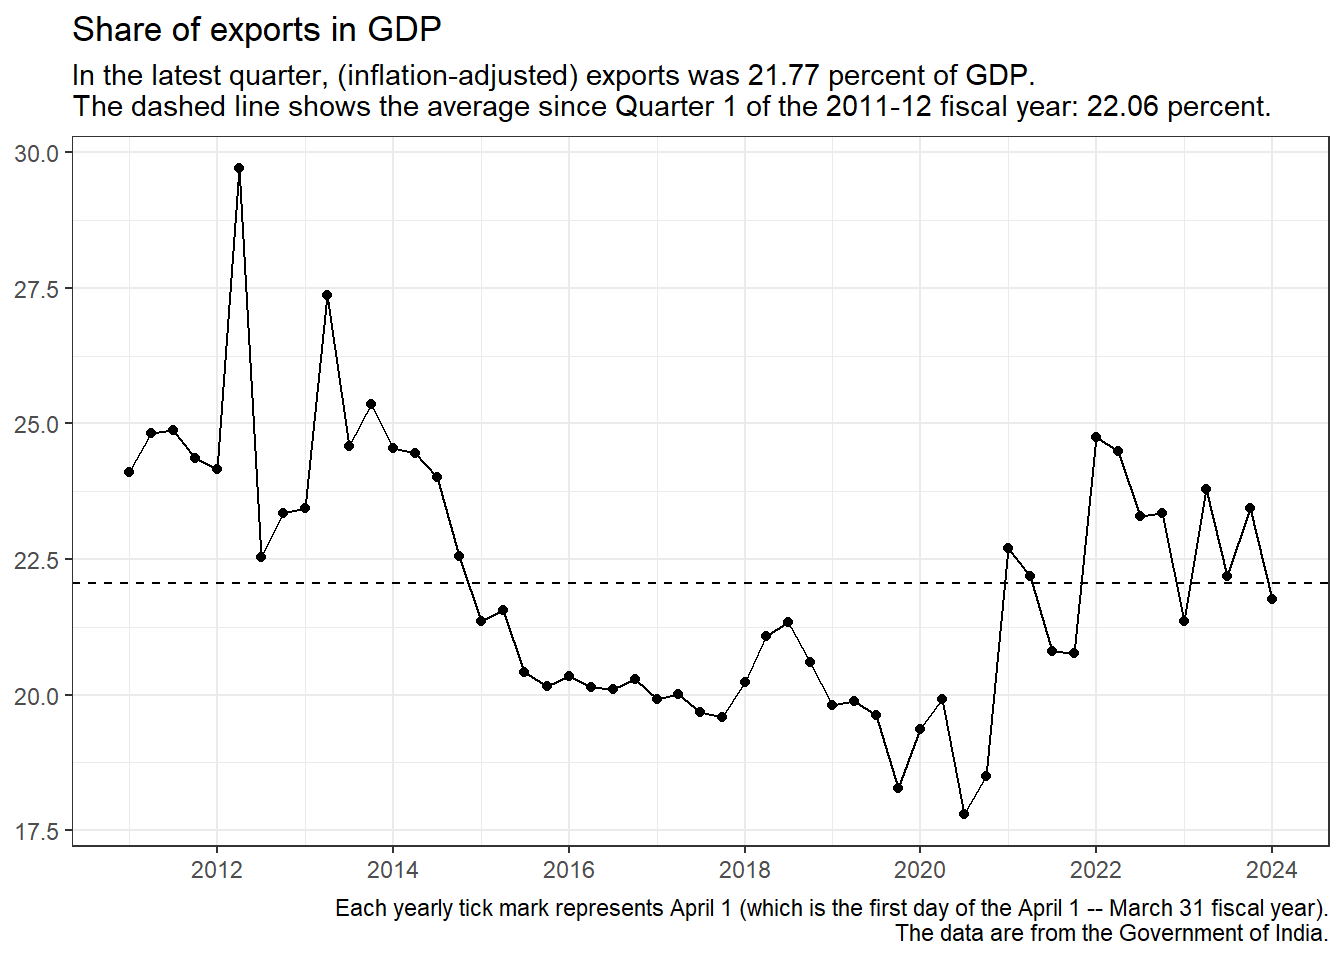 Share of exports in GDP
In the latest quarter, (inflation-adjusted) exports was 21.77 percent of GDP.
The dashed line shows the average since Quarter 1 of the 2011-12 fiscal year: 22.06 percent.
30.0
27.5
25.0
22.5
20.0
17.5
2012 2014 2016 2018 2020 2022 2024
Each yearly tick mark represents April 1 (which is the first day of the April 1 -- March 31 fiscal year).
The data are from the Government of India.